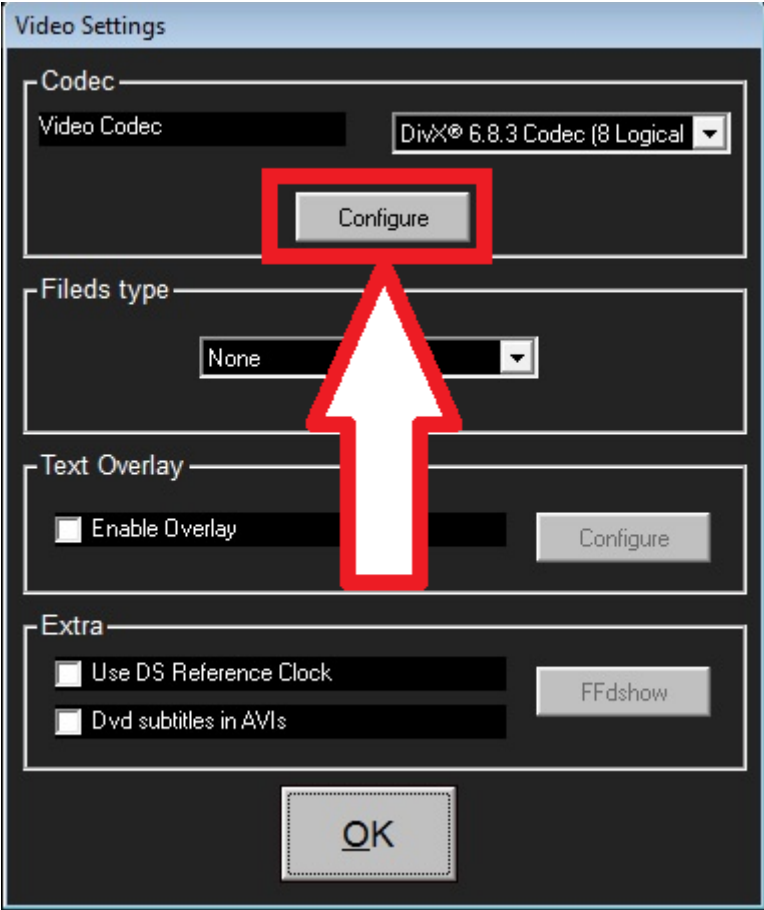 Video Settings
Codec
Video Codec
DivX® 6.8.3 Codec (8 Logical
Configure
Fileds type
None
Text Overlay
Enable Overlay
Configure
Extra
Use DS Reference Clock
FFdshow
Dvd subtitles in AVIs
OK